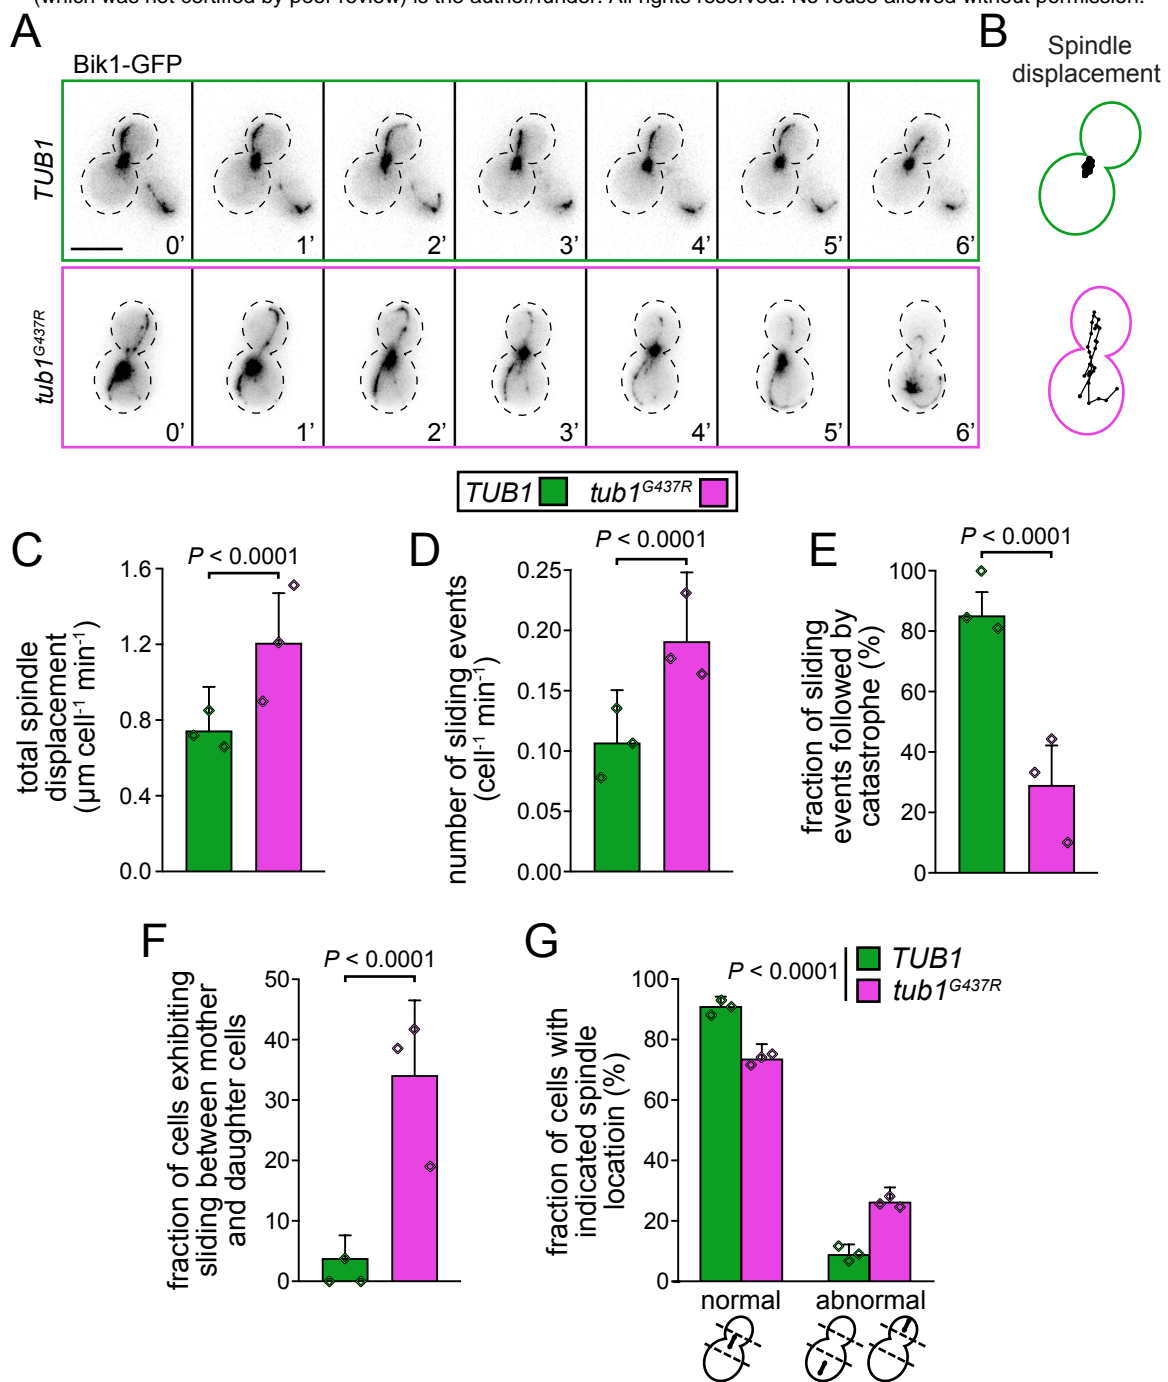 (which was not certified by peer review) is the author/funder. All rights reserved. No reuse allowed without permission.
A
B
Bik1-GFP
Spindle
displacement
TUB1
0’ 1’ 2’ 3’ 4’ 5’ 6’
tub1G437R
0’ 1’ 2’ 3’ 4’ 5’ 6’
TUB1 tub1G437R
C
P < 0.0001
total spindle
displacement
(µm cell-1 min-1)
1.6
1.2
0.8
0.4
0.0
D
P < 0.0001
number of sliding events
(cell-1 min-1)
0.25
0.20
0.15
0.10
0.05
0.00
E
P < 0.0001
fraction of sliding
events followed by
catastrophe (%)
100
80
60
40
20
0
F
P < 0.0001
fraction of cells exhibiting
sliding between mother
and daughter cells
50
40
30
20
10
0
G
P < 0.0001
TUB1
tub1G437R
fraction of cells with
indicated spindle
locatioin (%)
100
80
60
40
20
0
normal abnormal